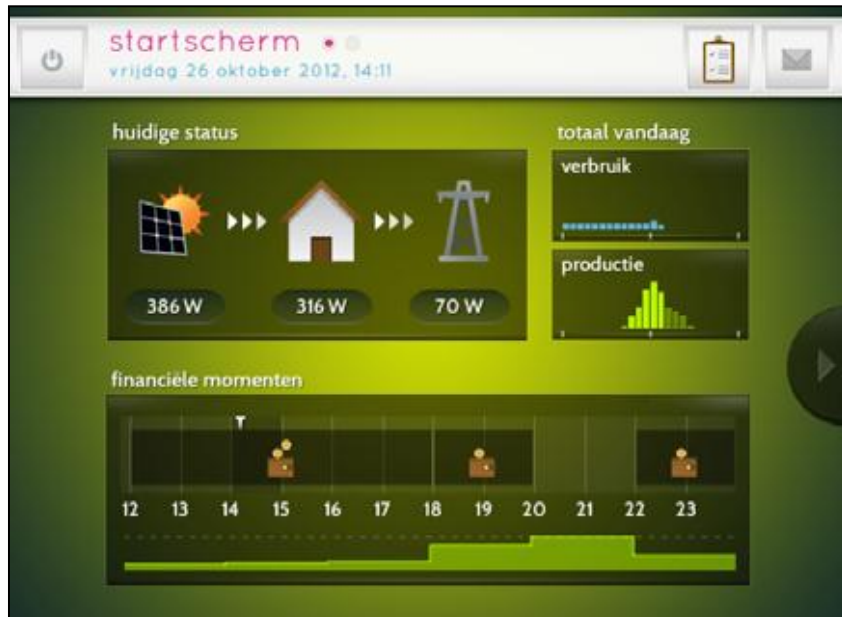 startscherm
vrijdag 26 oktober 2012, 14:11
huidige status
totaal vandaag
verbruik
productie
386 W
316 W
70 W
financiële momenten
12 13 14 15 16 17 18 19 20 21 22 23